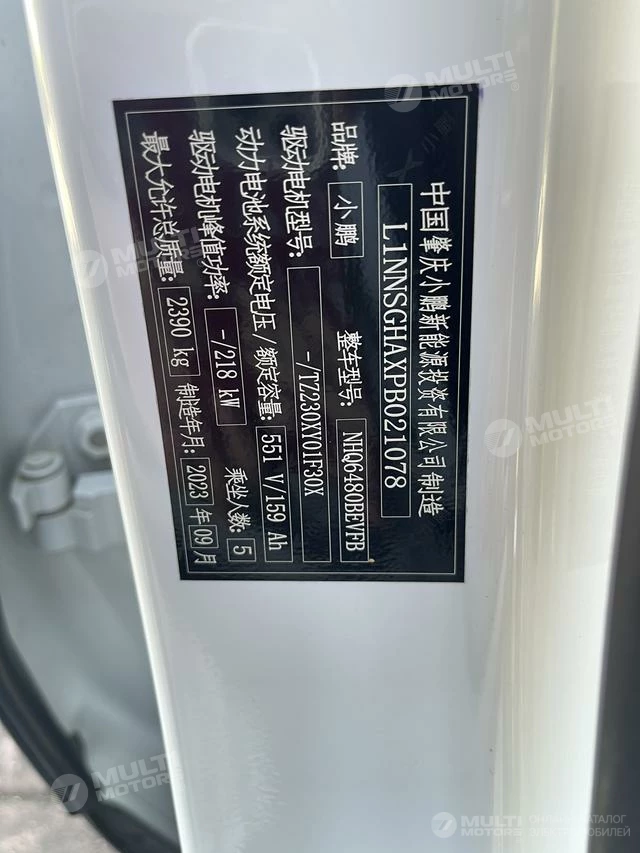 中国肇庆小鹏新能源投资有限公司制造
L1NNSGHAXPB021078
品牌: 小鹏 整车型号: NHQ6480BEVFB
驱动电机型号: -/TZ230XY01F30X
动力电池系统额定电压/额定容量: 551 V/159 Ah
驱动电机峰值功率: -/218 kW 乘坐人数: 5
最大允许总质量: 2390 kg 制造年月: 2023 年 09 月
MULTI MOTORS
MULTI MOTORS
MULTI MOTORS
MULTI MOTORS
MULTI MOTORS ОНЛАЙН-КАТАЛОГ ЭЛЕКТРОМОБИЛЕЙ